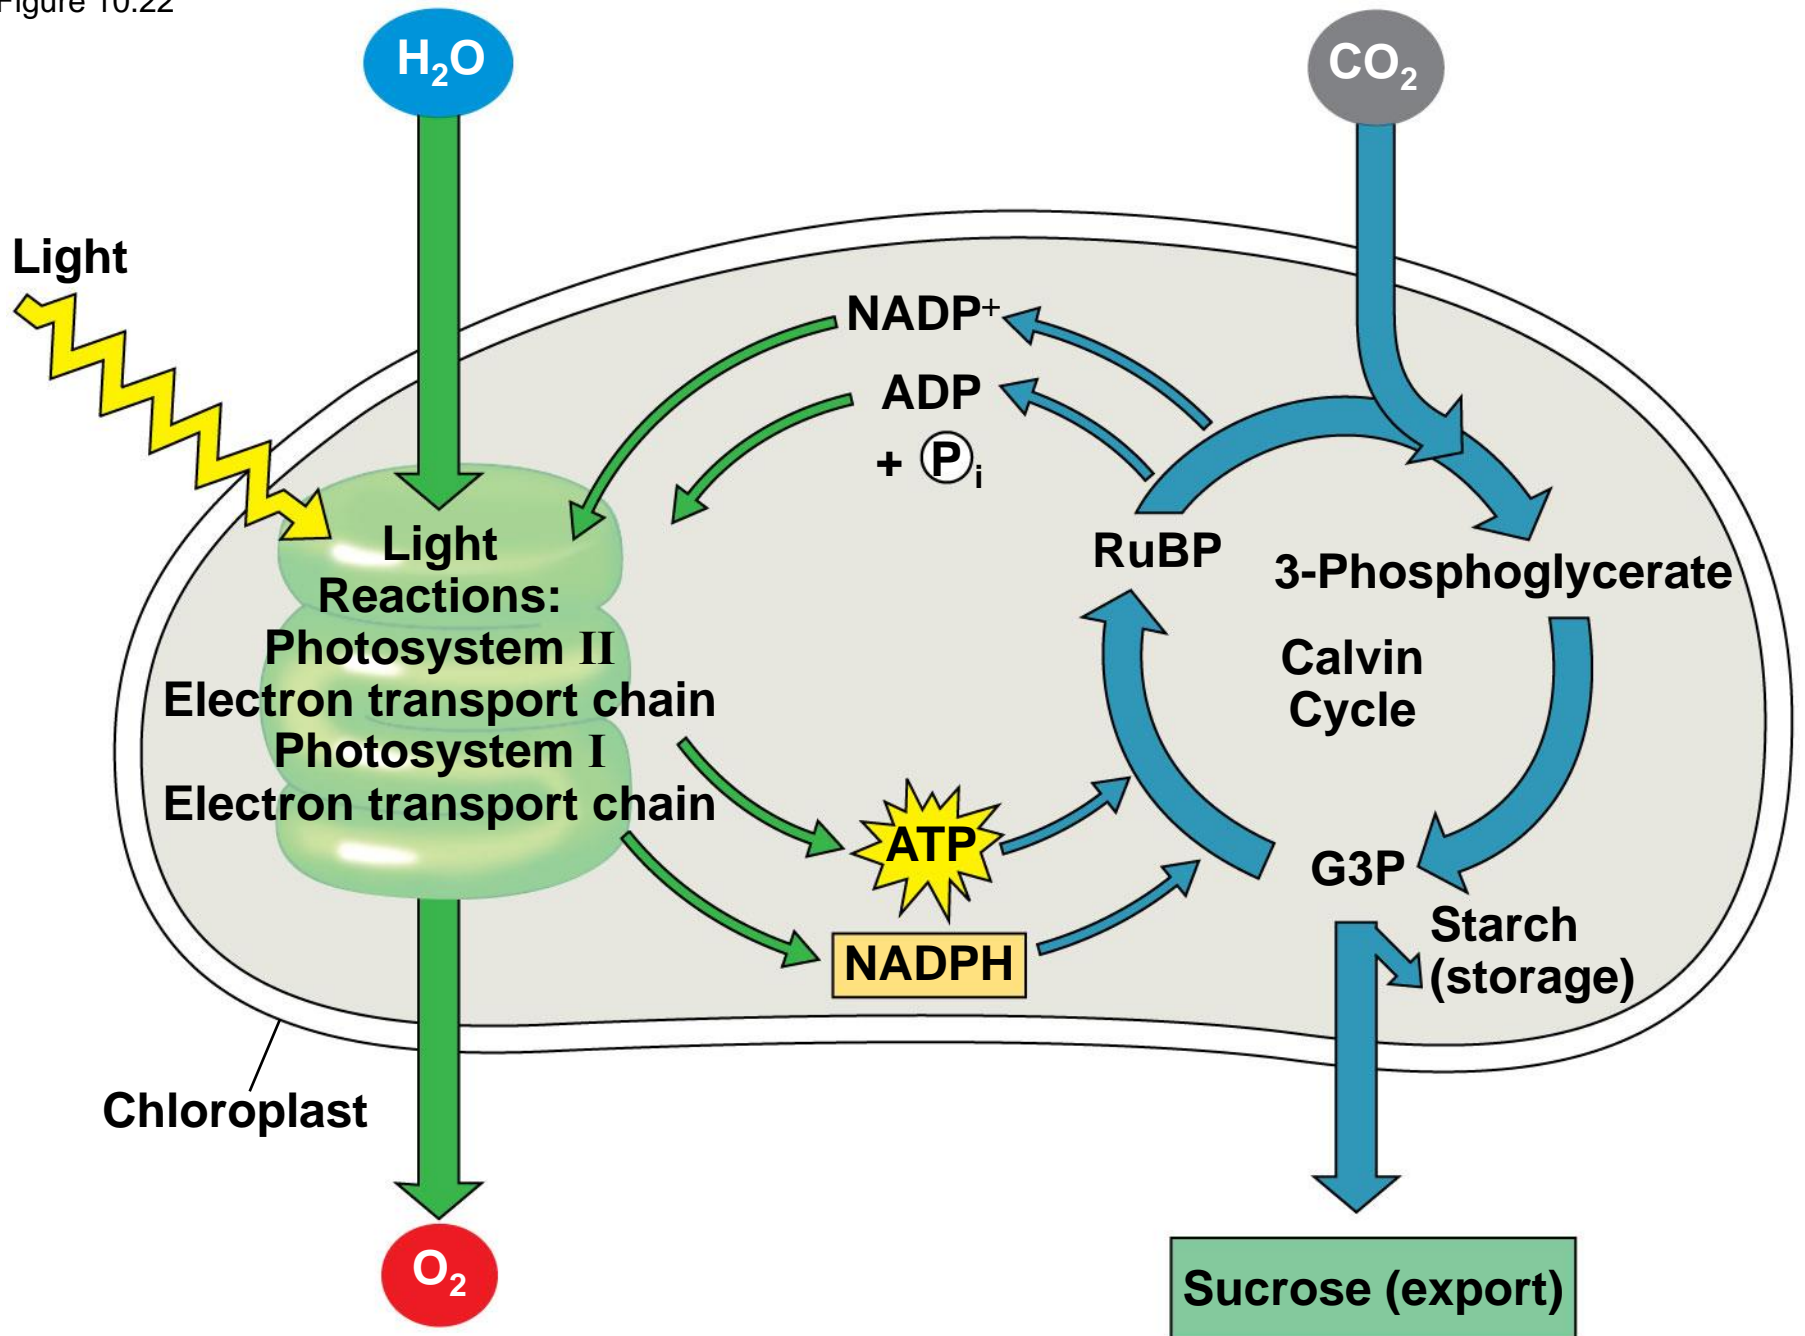 Figure 10.22
H₂O
CO₂
Light
NADP⁺
ADP
+ Pᵢ
Light
Reactions:
Photosystem II
Electron transport chain
Photosystem I
Electron transport chain
RuBP
3-Phosphoglycerate
Calvin
Cycle
ATP
NADPH
G3P
Starch
(storage)
Chloroplast
O₂
Sucrose (export)